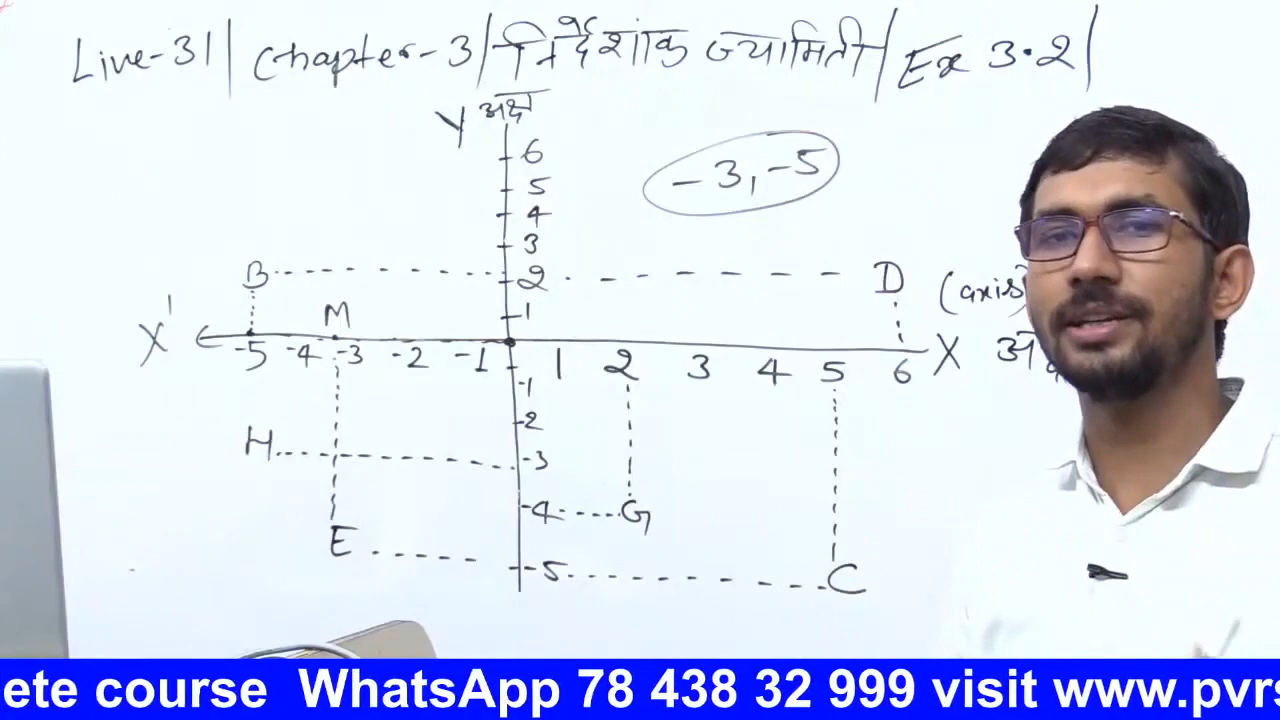 Live-31| Chapter-3| निर्देशांक ज्यामिती| Ex 3.2|
Y अक्ष
6
-3, -5
5
4
3
B 2 D (axis)
1
X' M X
-5 -4 -3 -2 -1 1 2 3 4 5 6
-1
-2
H -3
-4 G
E
-5 C
ete course WhatsApp 78 438 32 999 visit www.pvrs